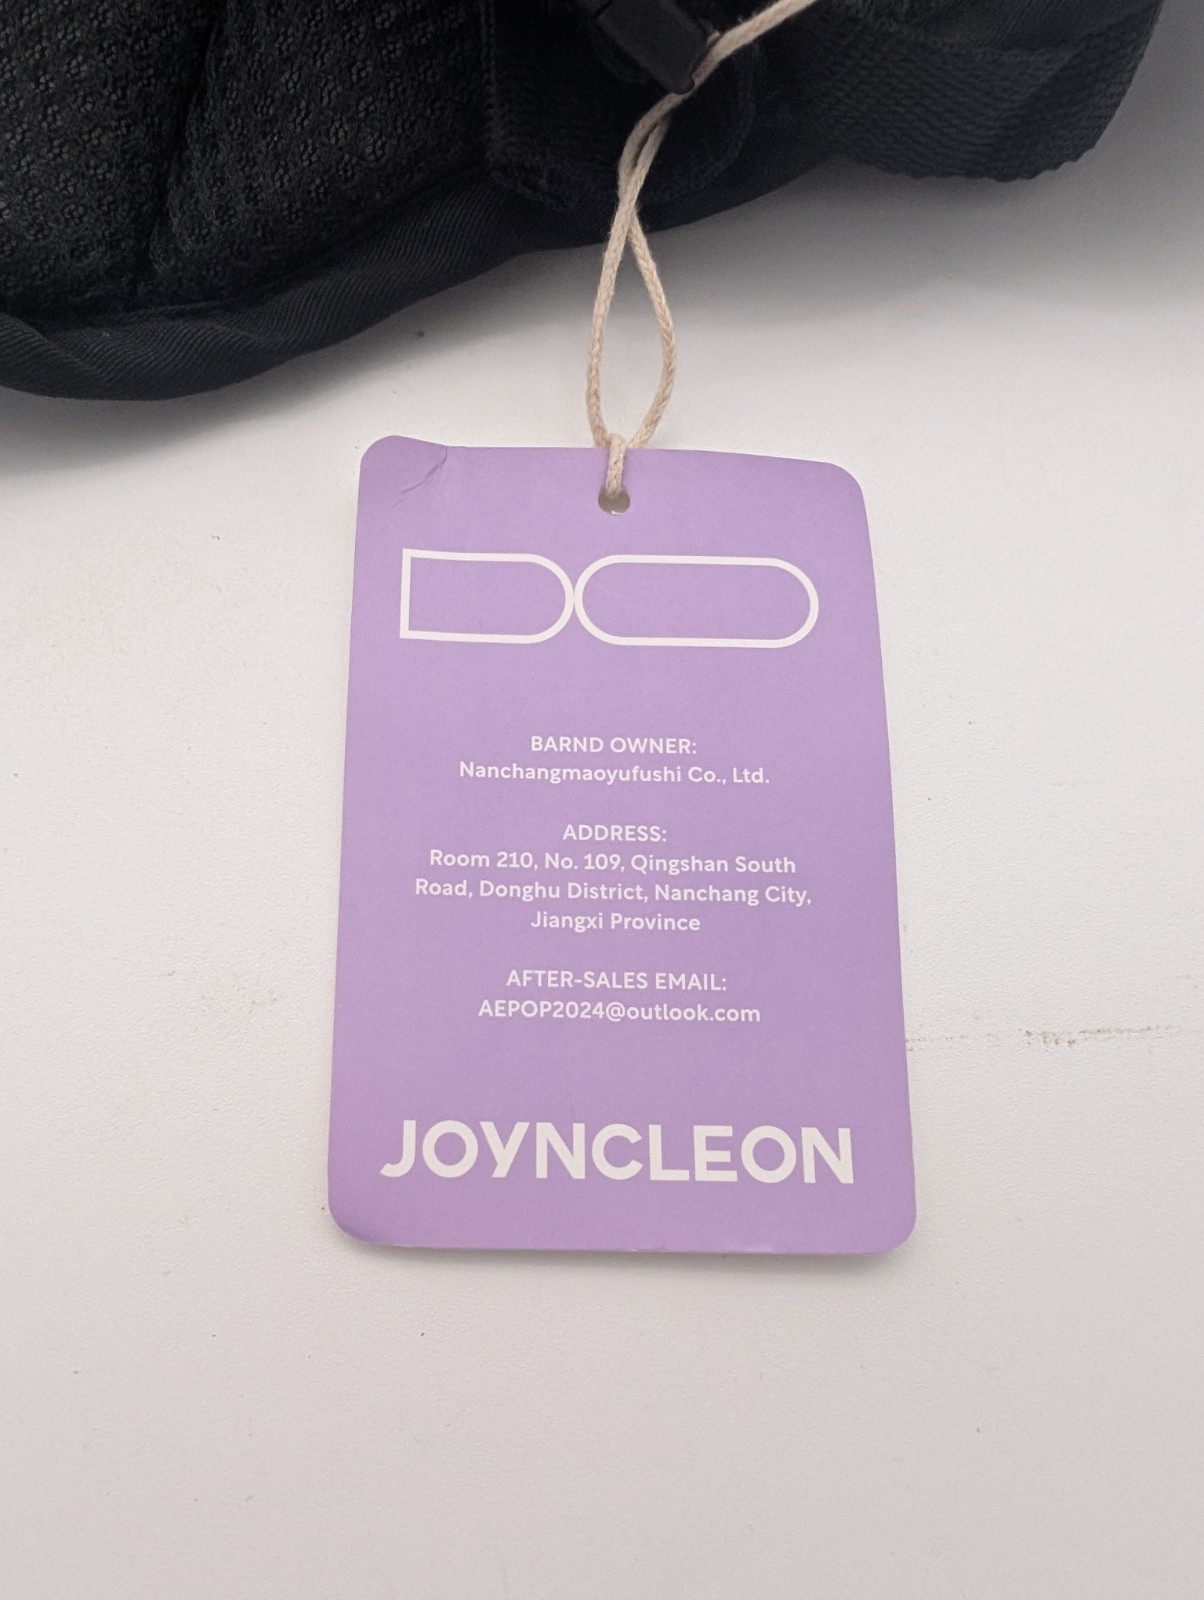 DO
BARND OWNER:
Nanchangmaoyufushi Co., Ltd.
ADDRESS:
Room 210, No. 109, Qingshan South
Road, Donghu District, Nanchang City,
Jiangxi Province
AFTER-SALES EMAIL:
AEPOP2024@outlook.com
JOYNCLEON